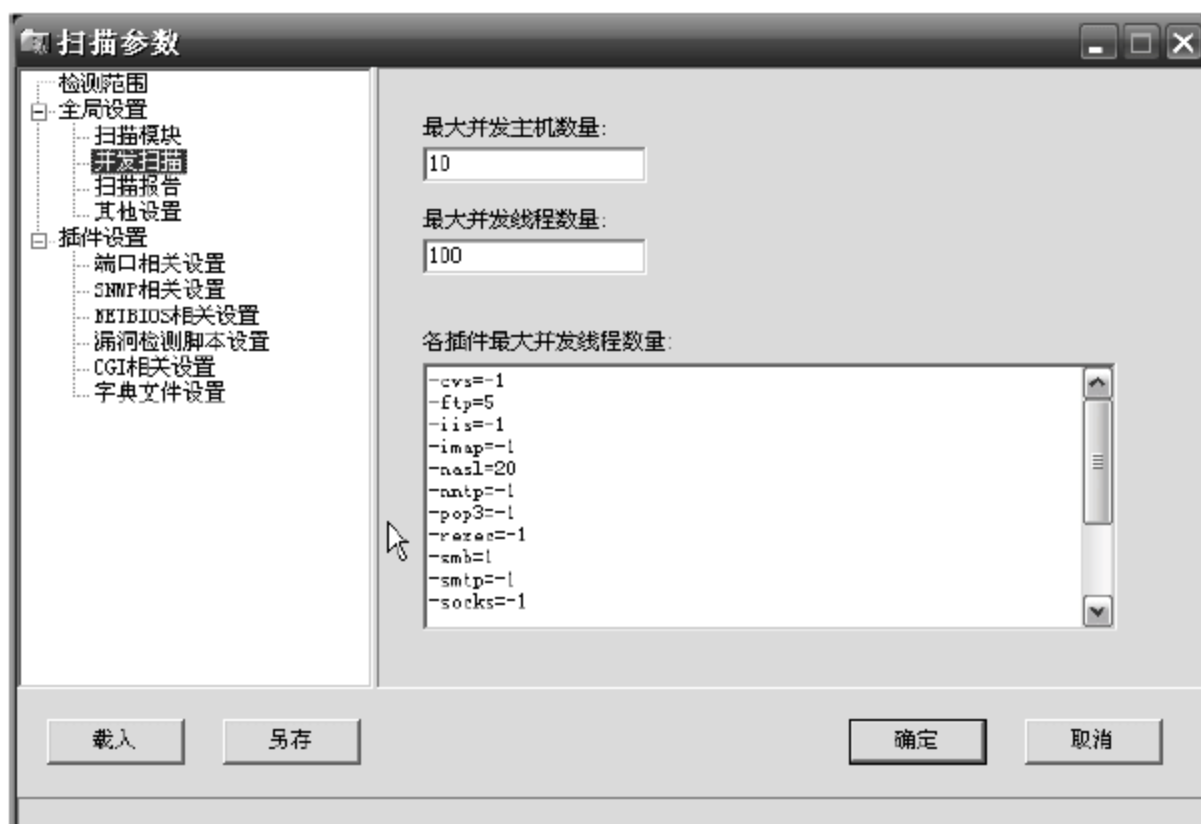 扫描参数
检测范围
全局设置
扫描模块
并发扫描
扫描报告
其他设置
插件设置
端口相关设置
SNMP相关设置
NETBIOS相关设置
漏洞检测脚本设置
CGI相关设置
字典文件设置
最大并发主机数量:
10
最大并发线程数量:
100
各插件最大并发线程数量:
-cvs=-1
-ftp=5
-iis=-1
-imap=-1
-nasl=20
-nntp=-1
-pop3=-1
-rexec=-1
-smb=1
-smtp=-1
-socks=-1
载入
另存
确定
取消